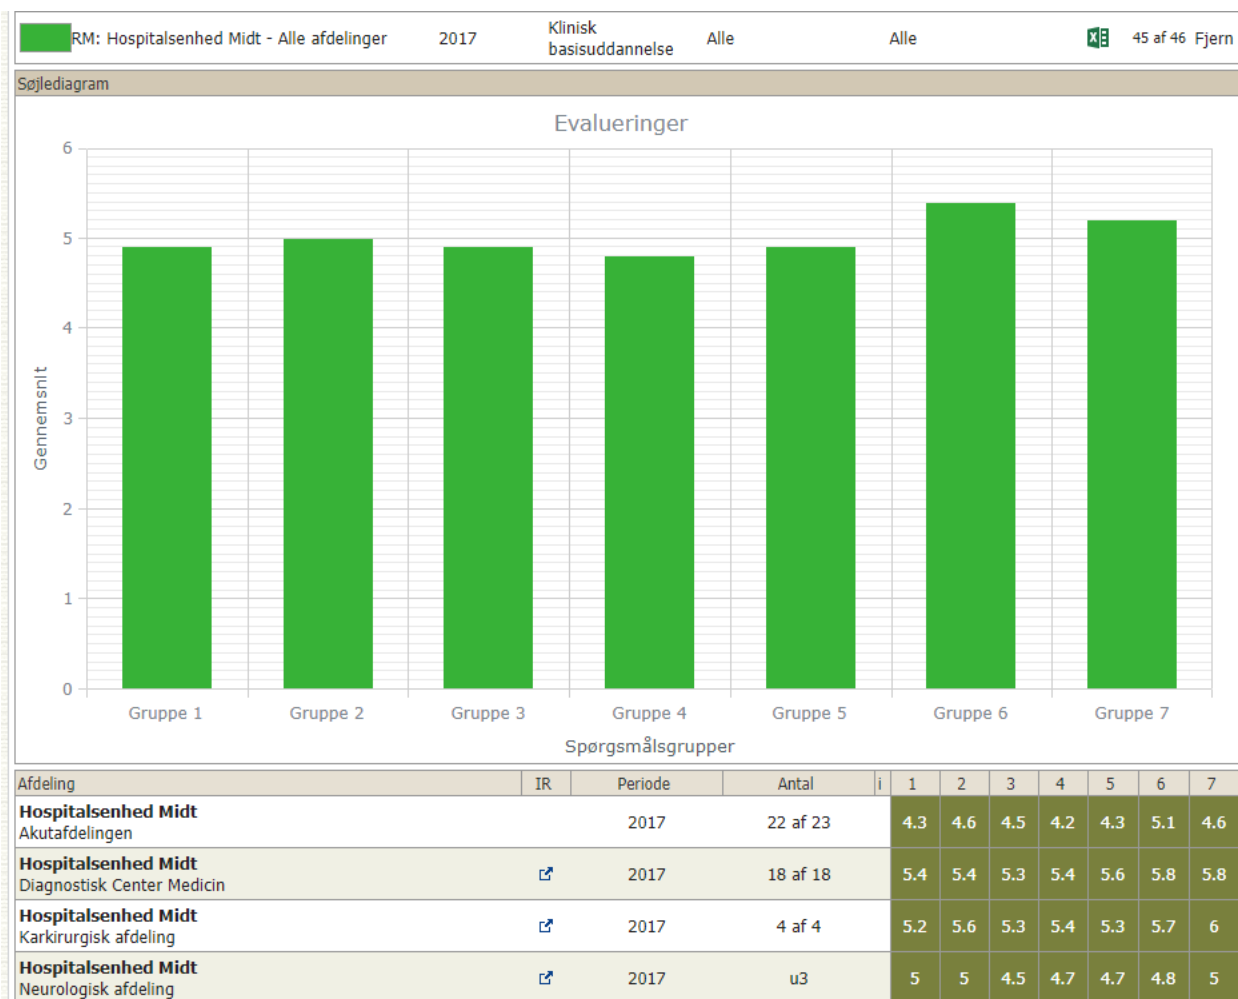 RM: Hospitalsenhed Midt - Alle afdelinger 2017 Klinisk basisuddannelse Alle Alle 45 af 46 Fjern
Søjlediagram
Evalueringer
6
5
4
3
2
1
0
Gennemsnit
Gruppe 1 Gruppe 2 Gruppe 3 Gruppe 4 Gruppe 5 Gruppe 6 Gruppe 7
Spørgsmålsgrupper
Afdeling IR Periode Antal i 1 2 3 4 5 6 7
Hospitalsenhed Midt
Akutafdelingen 2017 22 af 23 4.3 4.6 4.5 4.2 4.3 5.1 4.6
Hospitalsenhed Midt
Diagnostisk Center Medicin 2017 18 af 18 5.4 5.4 5.3 5.4 5.6 5.8 5.8
Hospitalsenhed Midt
Karkirurgisk afdeling 2017 4 af 4 5.2 5.6 5.3 5.4 5.3 5.7 6
Hospitalsenhed Midt
Neurologisk afdeling 2017 u3 5 5 4.5 4.7 4.7 4.8 5